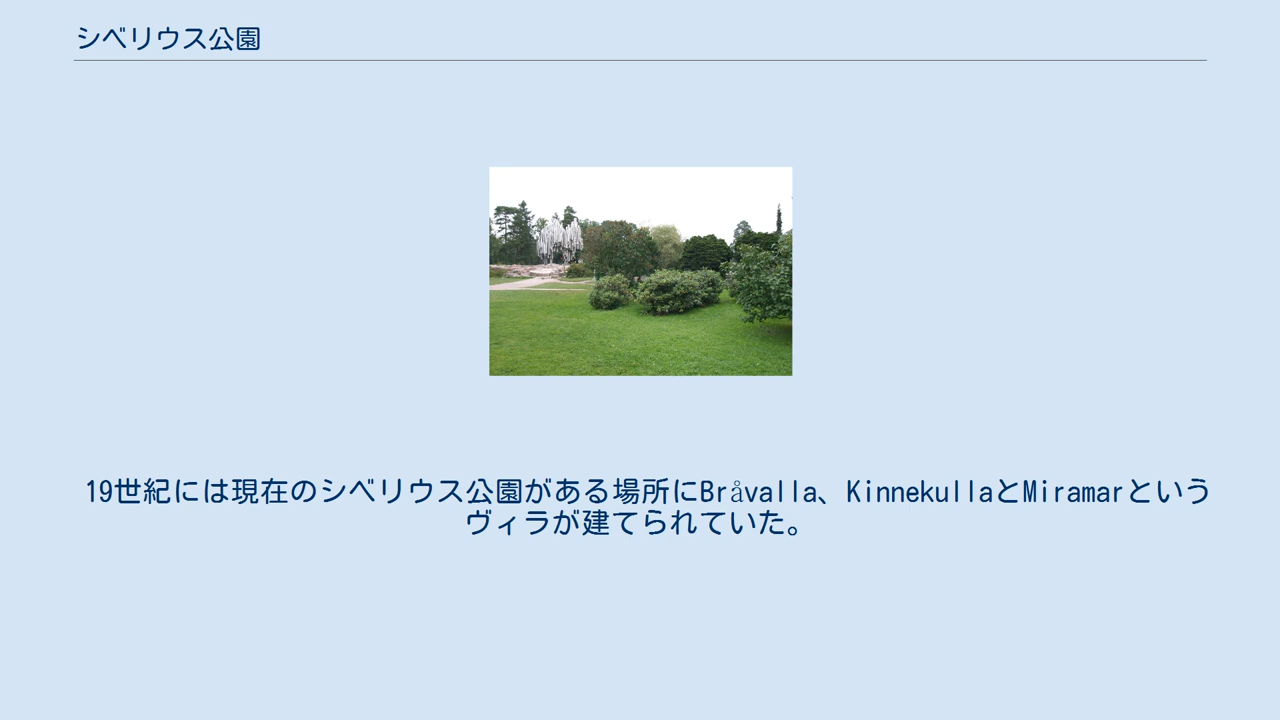 シベリウス公園
19世紀には現在のシベリウス公園がある場所にBråvalla、KinnekullaとMiramarという
ヴィラが建てられていた。